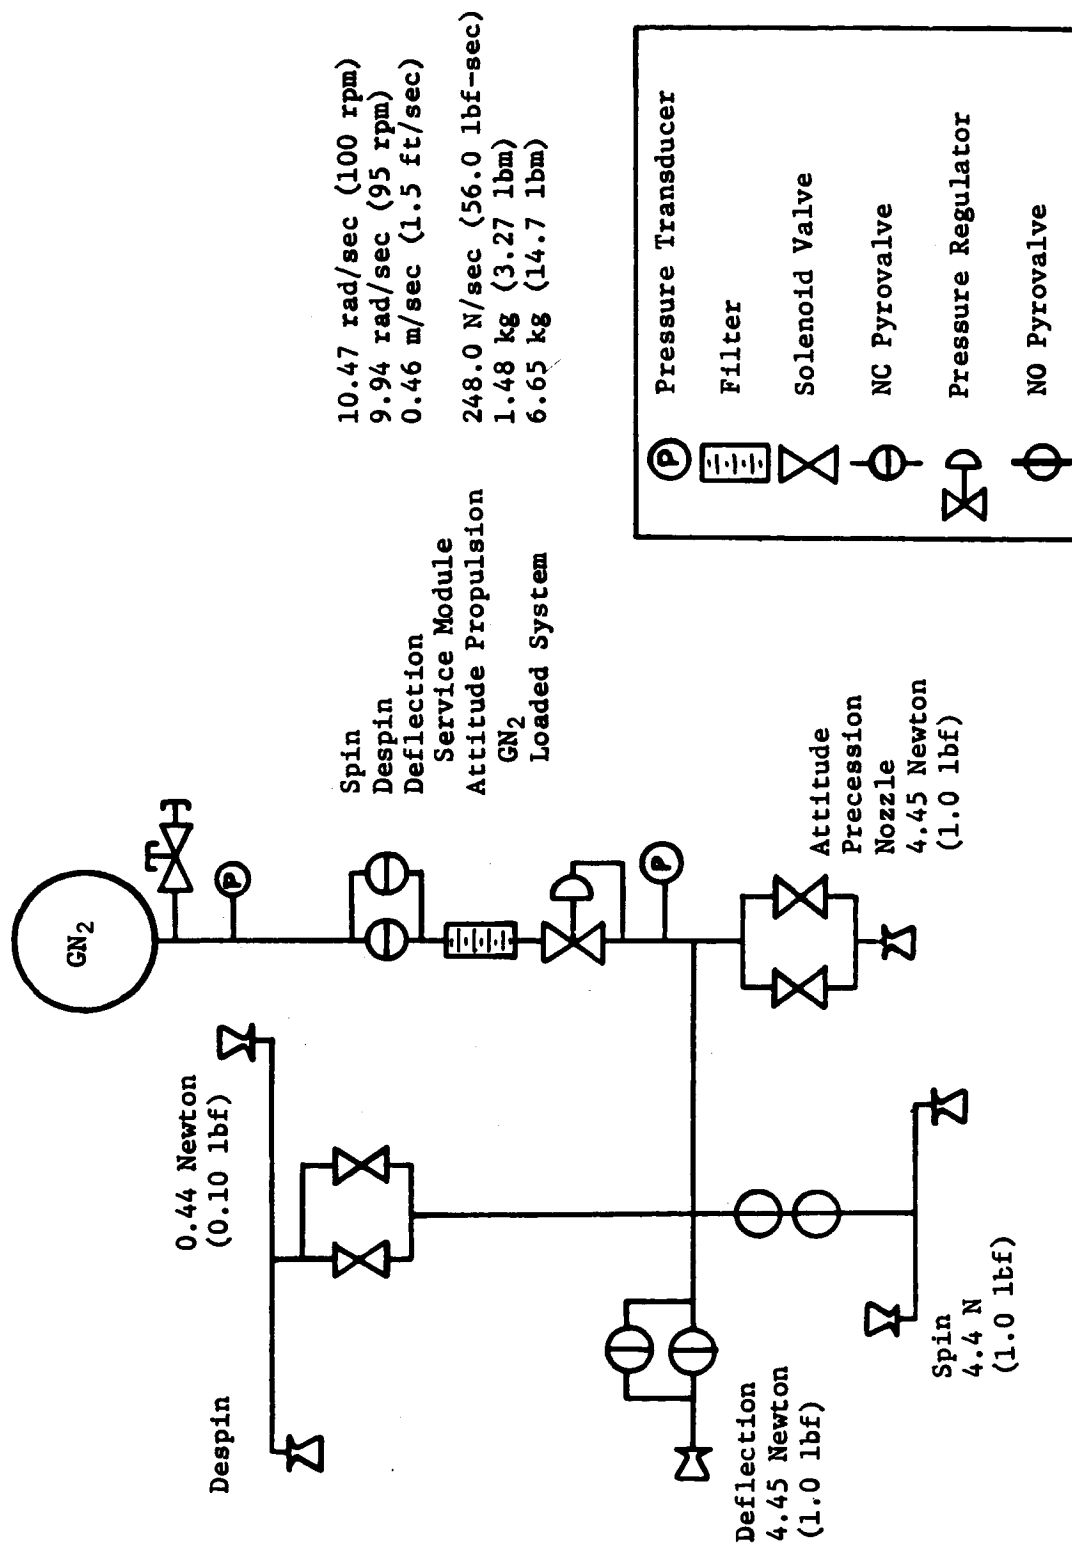 GN2
P
P
0.44 Newton
(0.10 lbf)
Despin
Spin 10.47 rad/sec (100 rpm)
Despin 9.94 rad/sec (95 rpm)
Deflection 0.46 m/sec (1.5 ft/sec)
Service Module
Attitude Propulsion 248.0 N/sec (56.0 lbf-sec)
GN2 1.48 kg (3.27 lbm)
Loaded System 6.65 kg (14.7 lbm)
Attitude
Precession
Nozzle
4.45 Newton
(1.0 lbf)
Deflection
4.45 Newton
(1.0 lbf)
Spin
4.4 N
(1.0 lbf)
P Pressure Transducer
Filter
Solenoid Valve
NC Pyrovalve
Pressure Regulator
NO Pyrovalve